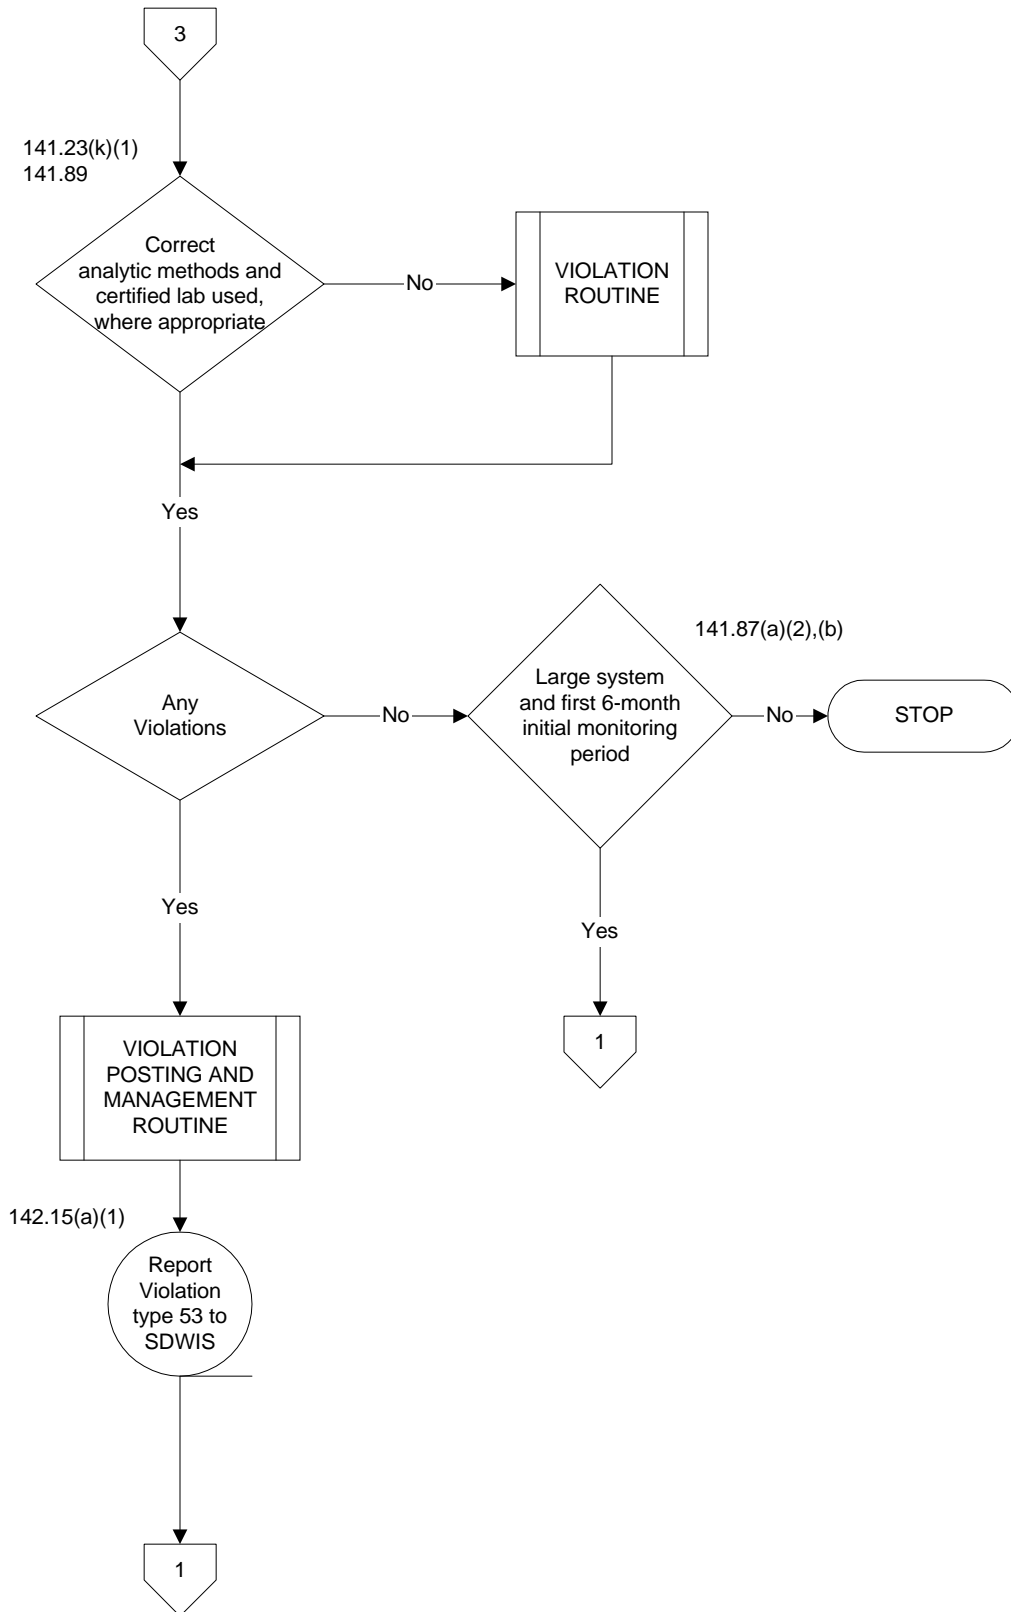 3
141.23(k)(1)
141.89
Correct
analytic methods and
certified lab used,
where appropriate
No
VIOLATION
ROUTINE
Yes
Any
Violations
No
Large system
and first 6-month
initial monitoring
period
141.87(a)(2),(b)
No
STOP
Yes
Yes
1
VIOLATION
POSTING AND
MANAGEMENT
ROUTINE
142.15(a)(1)
Report
Violation
type 53 to
SDWIS
1